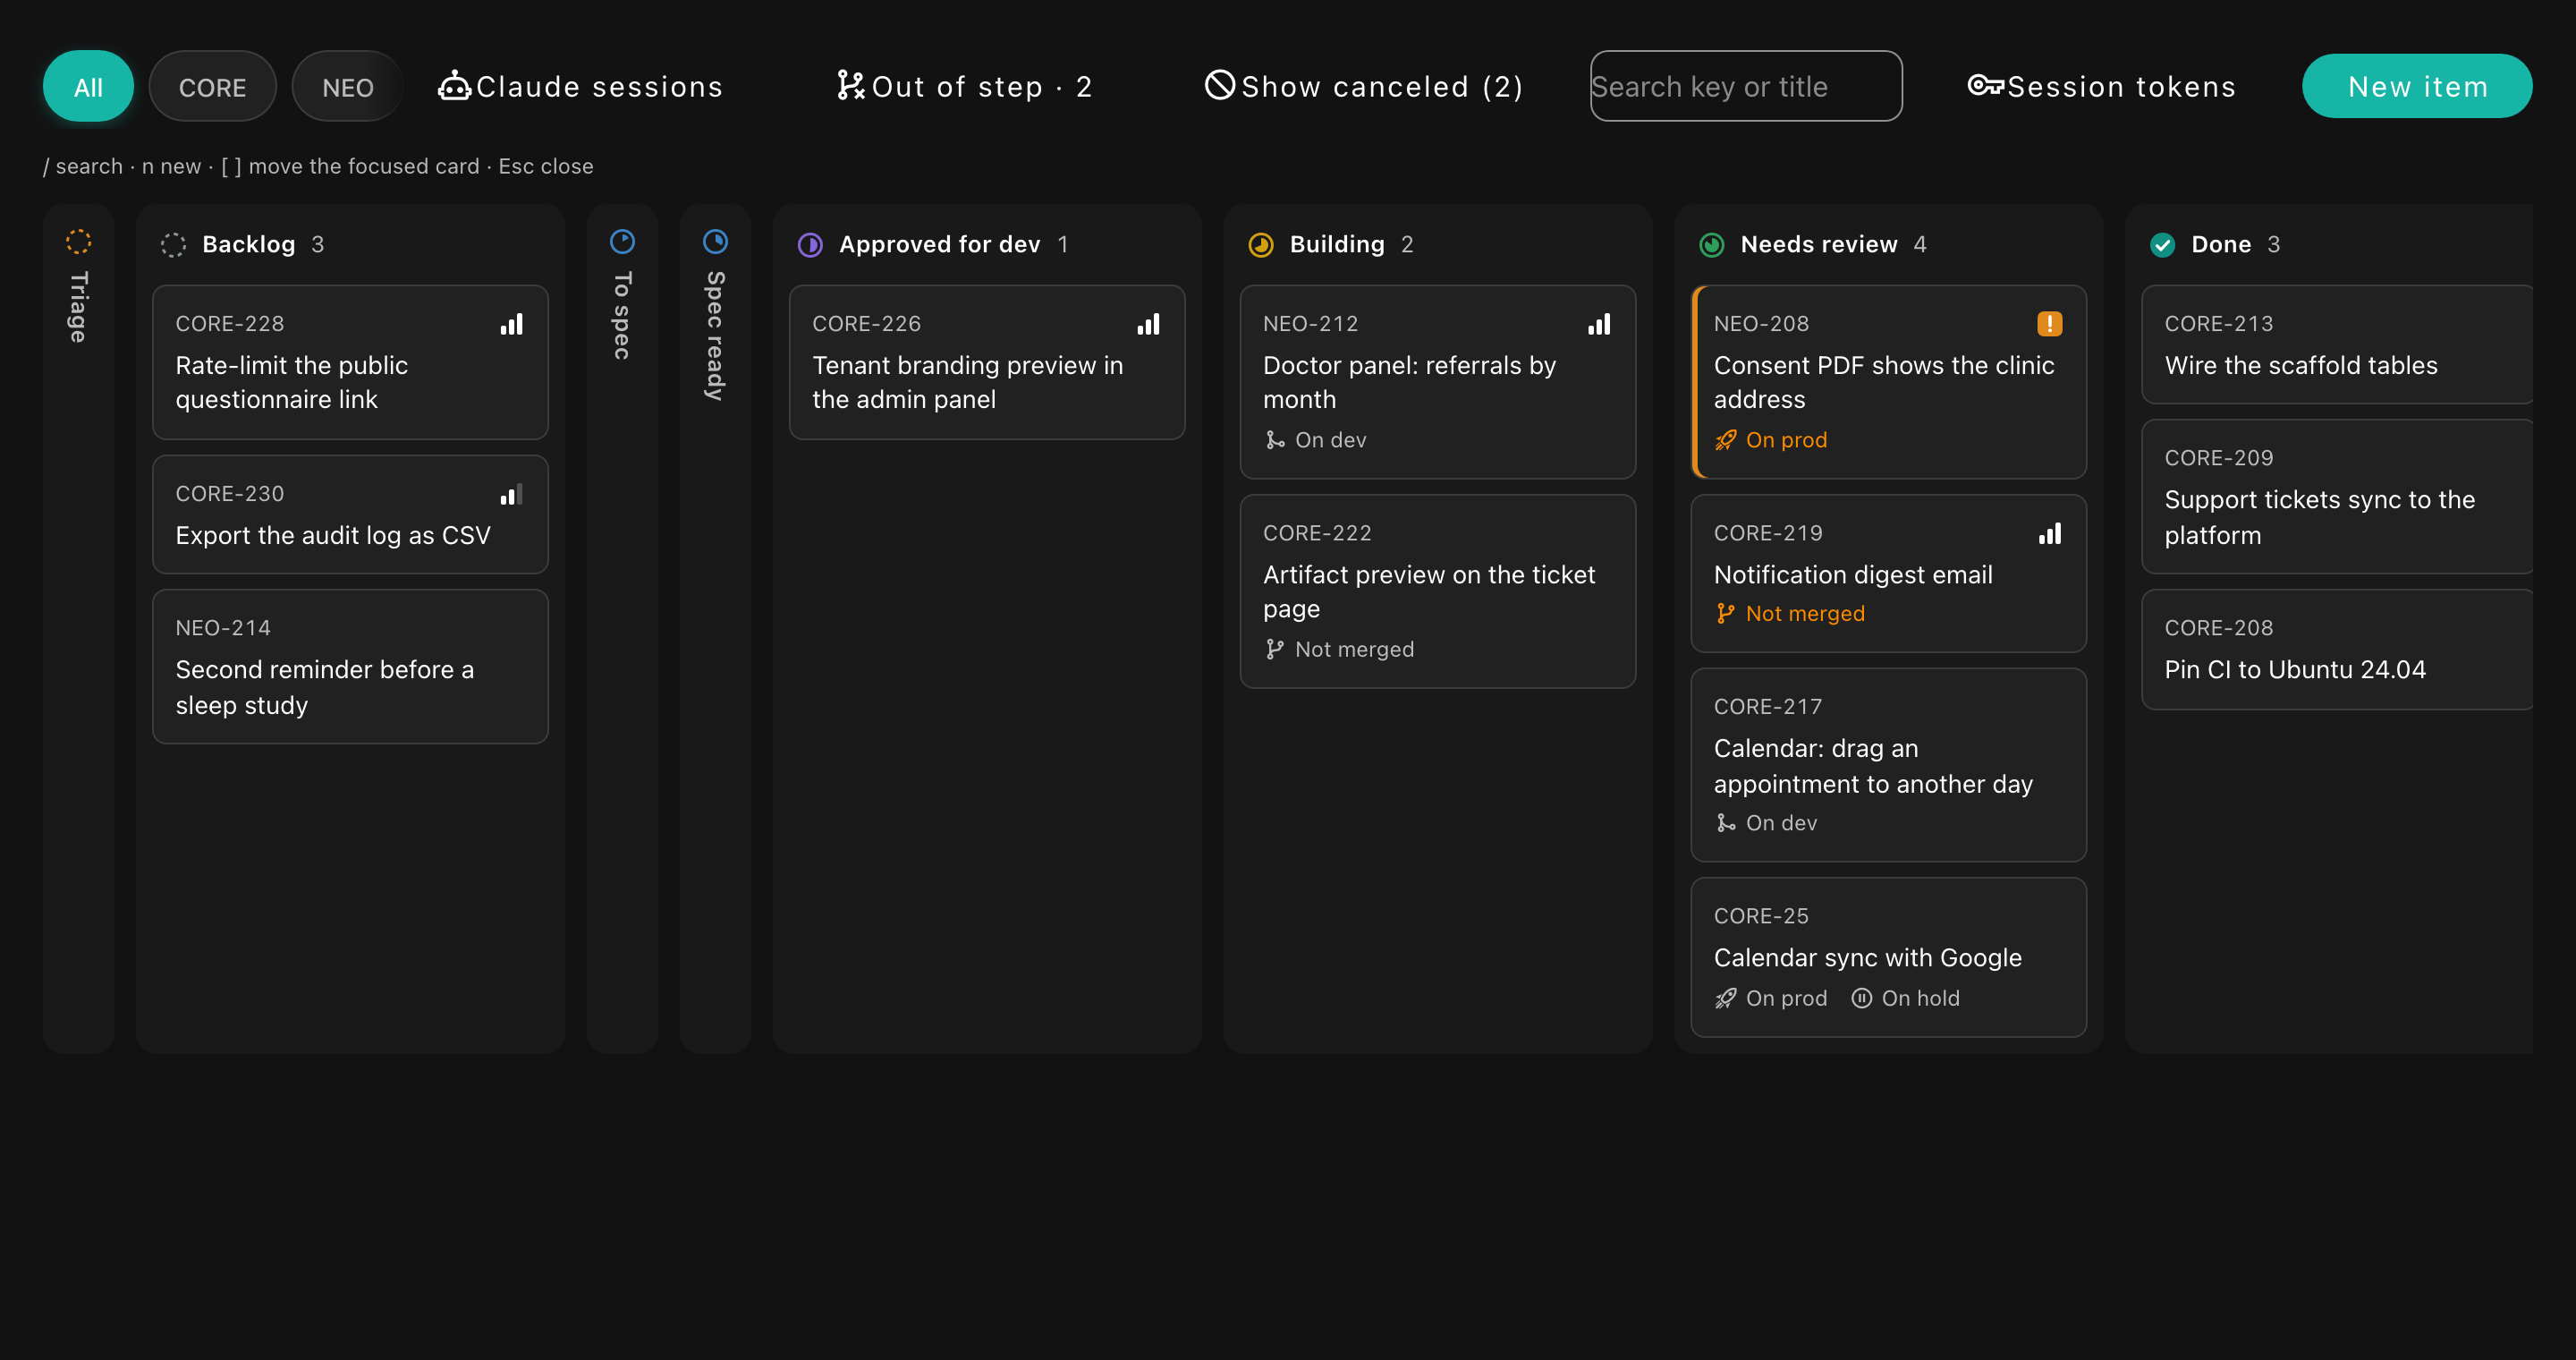 All
CORE
NEO
Claude sessions
Out of step · 2
Show canceled (2)
Search key or title
Session tokens
New item
/ search · n new · [ ] move the focused card · Esc close
Triage
Backlog 3
CORE-228
Rate-limit the public
questionnaire link
CORE-230
Export the audit log as CSV
NEO-214
Second reminder before a
sleep study
To spec
Spec ready
Approved for dev 1
CORE-226
Tenant branding preview in
the admin panel
Building 2
NEO-212
Doctor panel: referrals by
month
On dev
CORE-222
Artifact preview on the ticket
page
Not merged
Needs review 4
NEO-208
Consent PDF shows the clinic
address
On prod
CORE-219
Notification digest email
Not merged
CORE-217
Calendar: drag an
appointment to another day
On dev
CORE-25
Calendar sync with Google
On prod
On hold
Done 3
CORE-213
Wire the scaffold tables
CORE-209
Support tickets sync to the
platform
CORE-208
Pin CI to Ubuntu 24.04